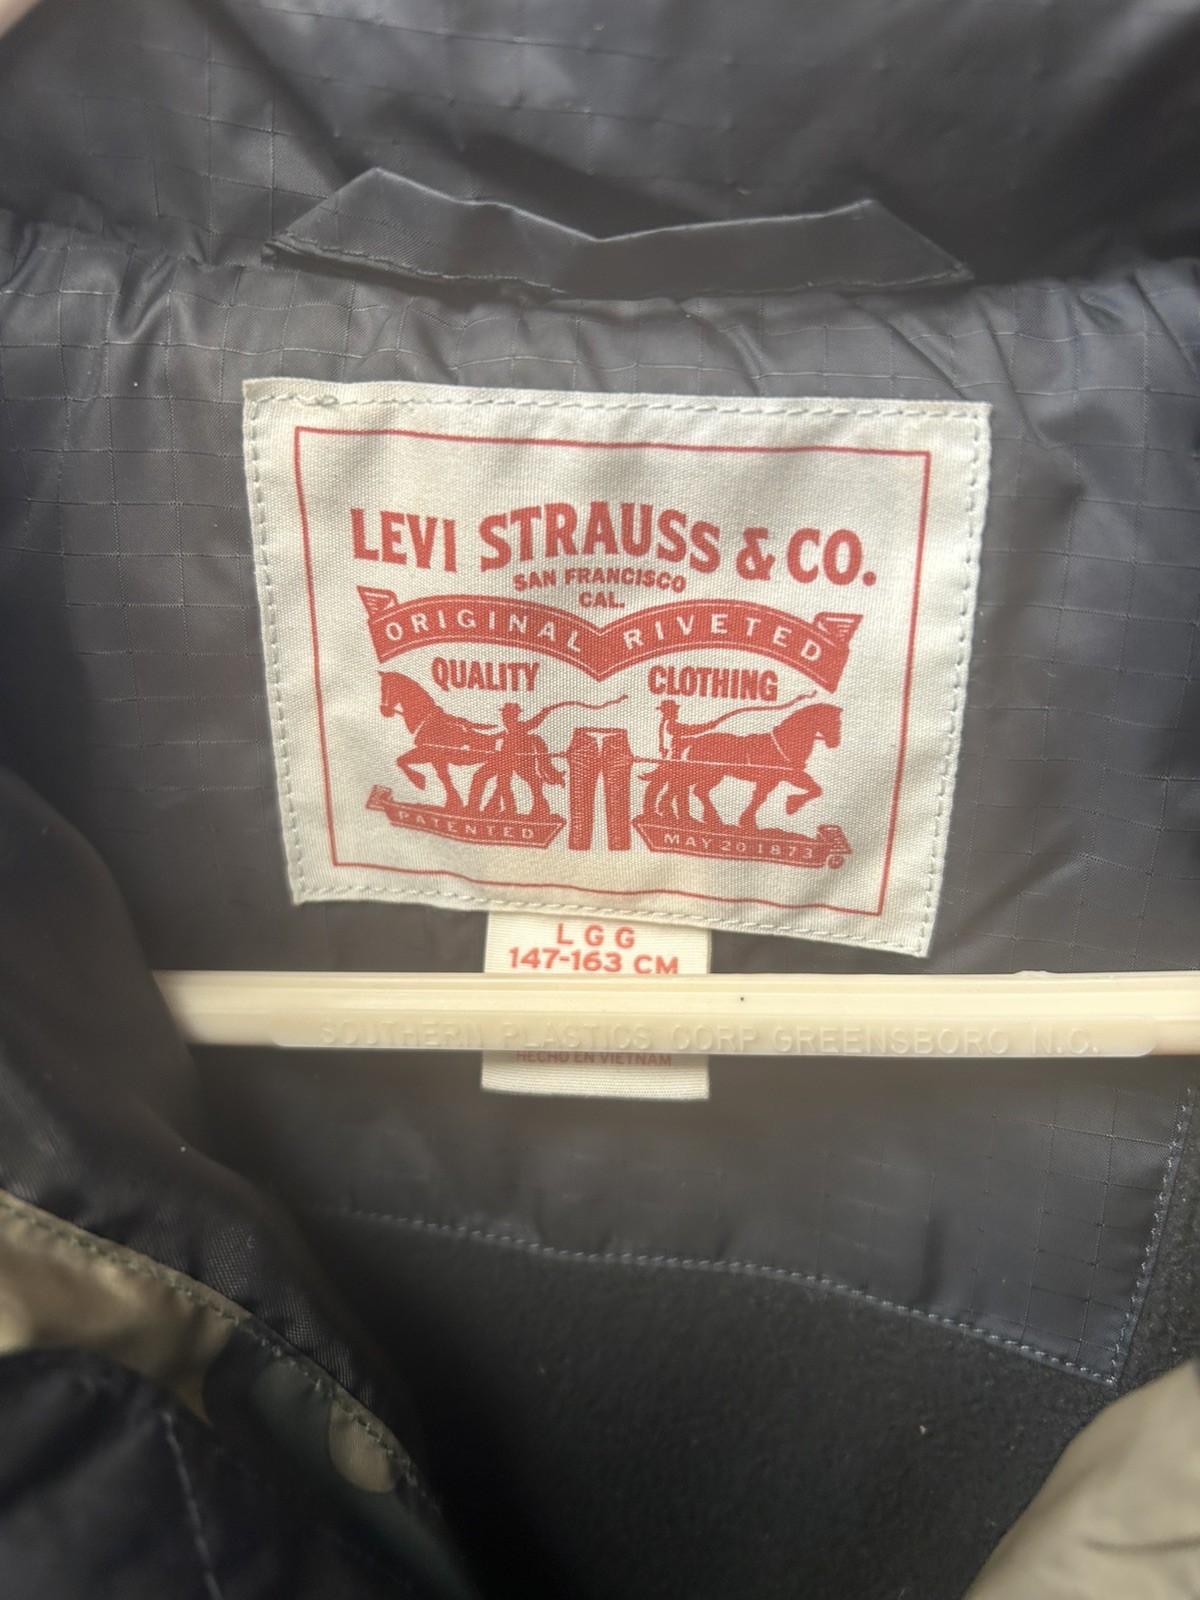 LEVI STRAUSS & CO.
SAN FRANCISCO
CAL.
ORIGINAL RIVETED
QUALITY CLOTHING
PATENTED MAY 20 1873
L G G
147-163 CM
SOUTHERN PLASTICS CORP GREENSBORO N.C.
HECHO EN VIETNAM